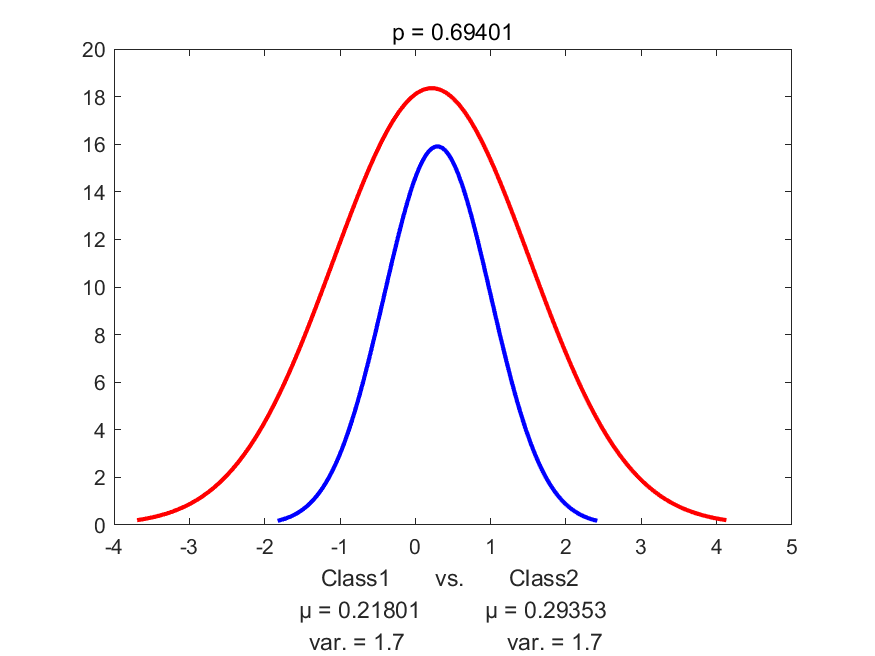 p = 0.69401
20
18
16
14
12
10
8
6
4
2
0
-4 -3 -2 -1 0 1 2 3 4 5
Class1 vs. Class2
μ = 0.21801 μ = 0.29353
var. = 1.7 var. = 1.7